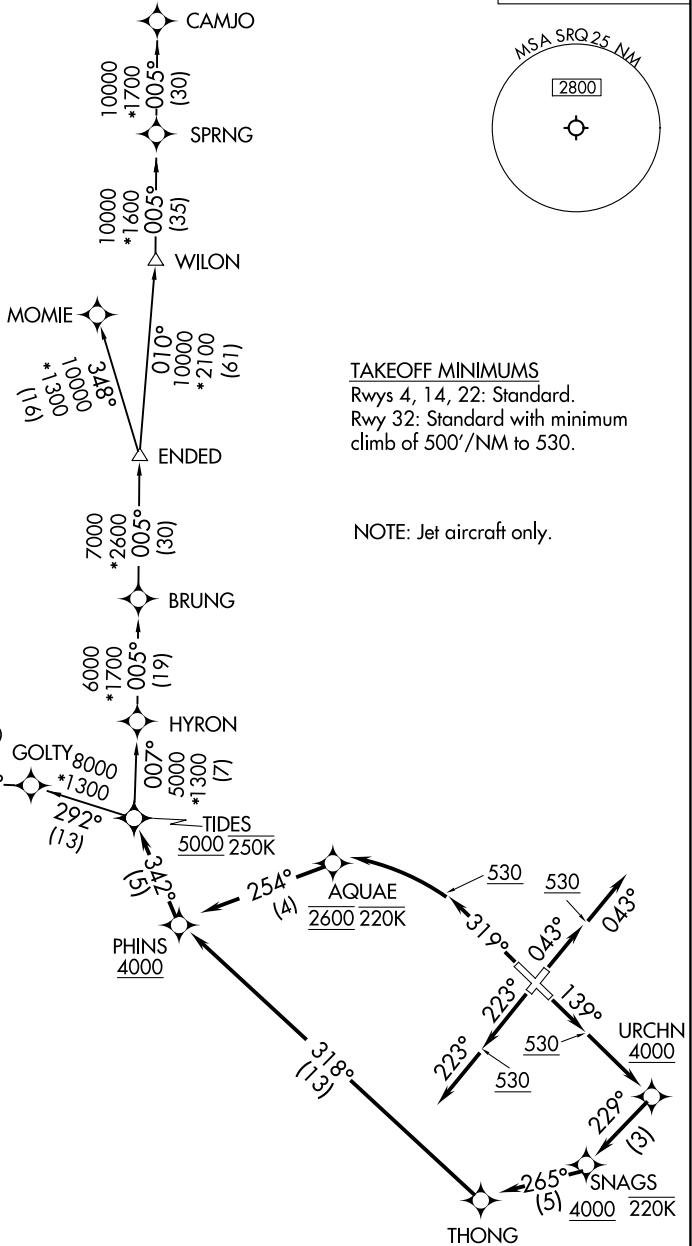 CAMJO
10000
*1700
005°
(30)
SPRNG
10000
*1600
005°
(35)
WILON
MOMIE
348°
10000
*1300
(16)
010°
10000
*2100
(61)
ENDED
7000
*2600
005°
(30)
BRUNG
6000
*1700
005°
(19)
HYRON
GOLTY
8000
*1300
292°
(13)
007°
5000
*1300
(7)
TIDES
5000 250K
342°
(5)
254°
(4)
AQUAE
2600 220K
PHINS
4000
318°
(13)
530
319°
530
043°
043°
223°
223°
530
139°
530
URCHN
4000
229°
(3)
SNAGS
4000 220K
265°
(5)
THONG
MSA SRQ 25 NM
2800
TAKEOFF MINIMUMS
Rwys 4, 14, 22: Standard.
Rwy 32: Standard with minimum
climb of 500'/NM to 530.
NOTE: Jet aircraft only.